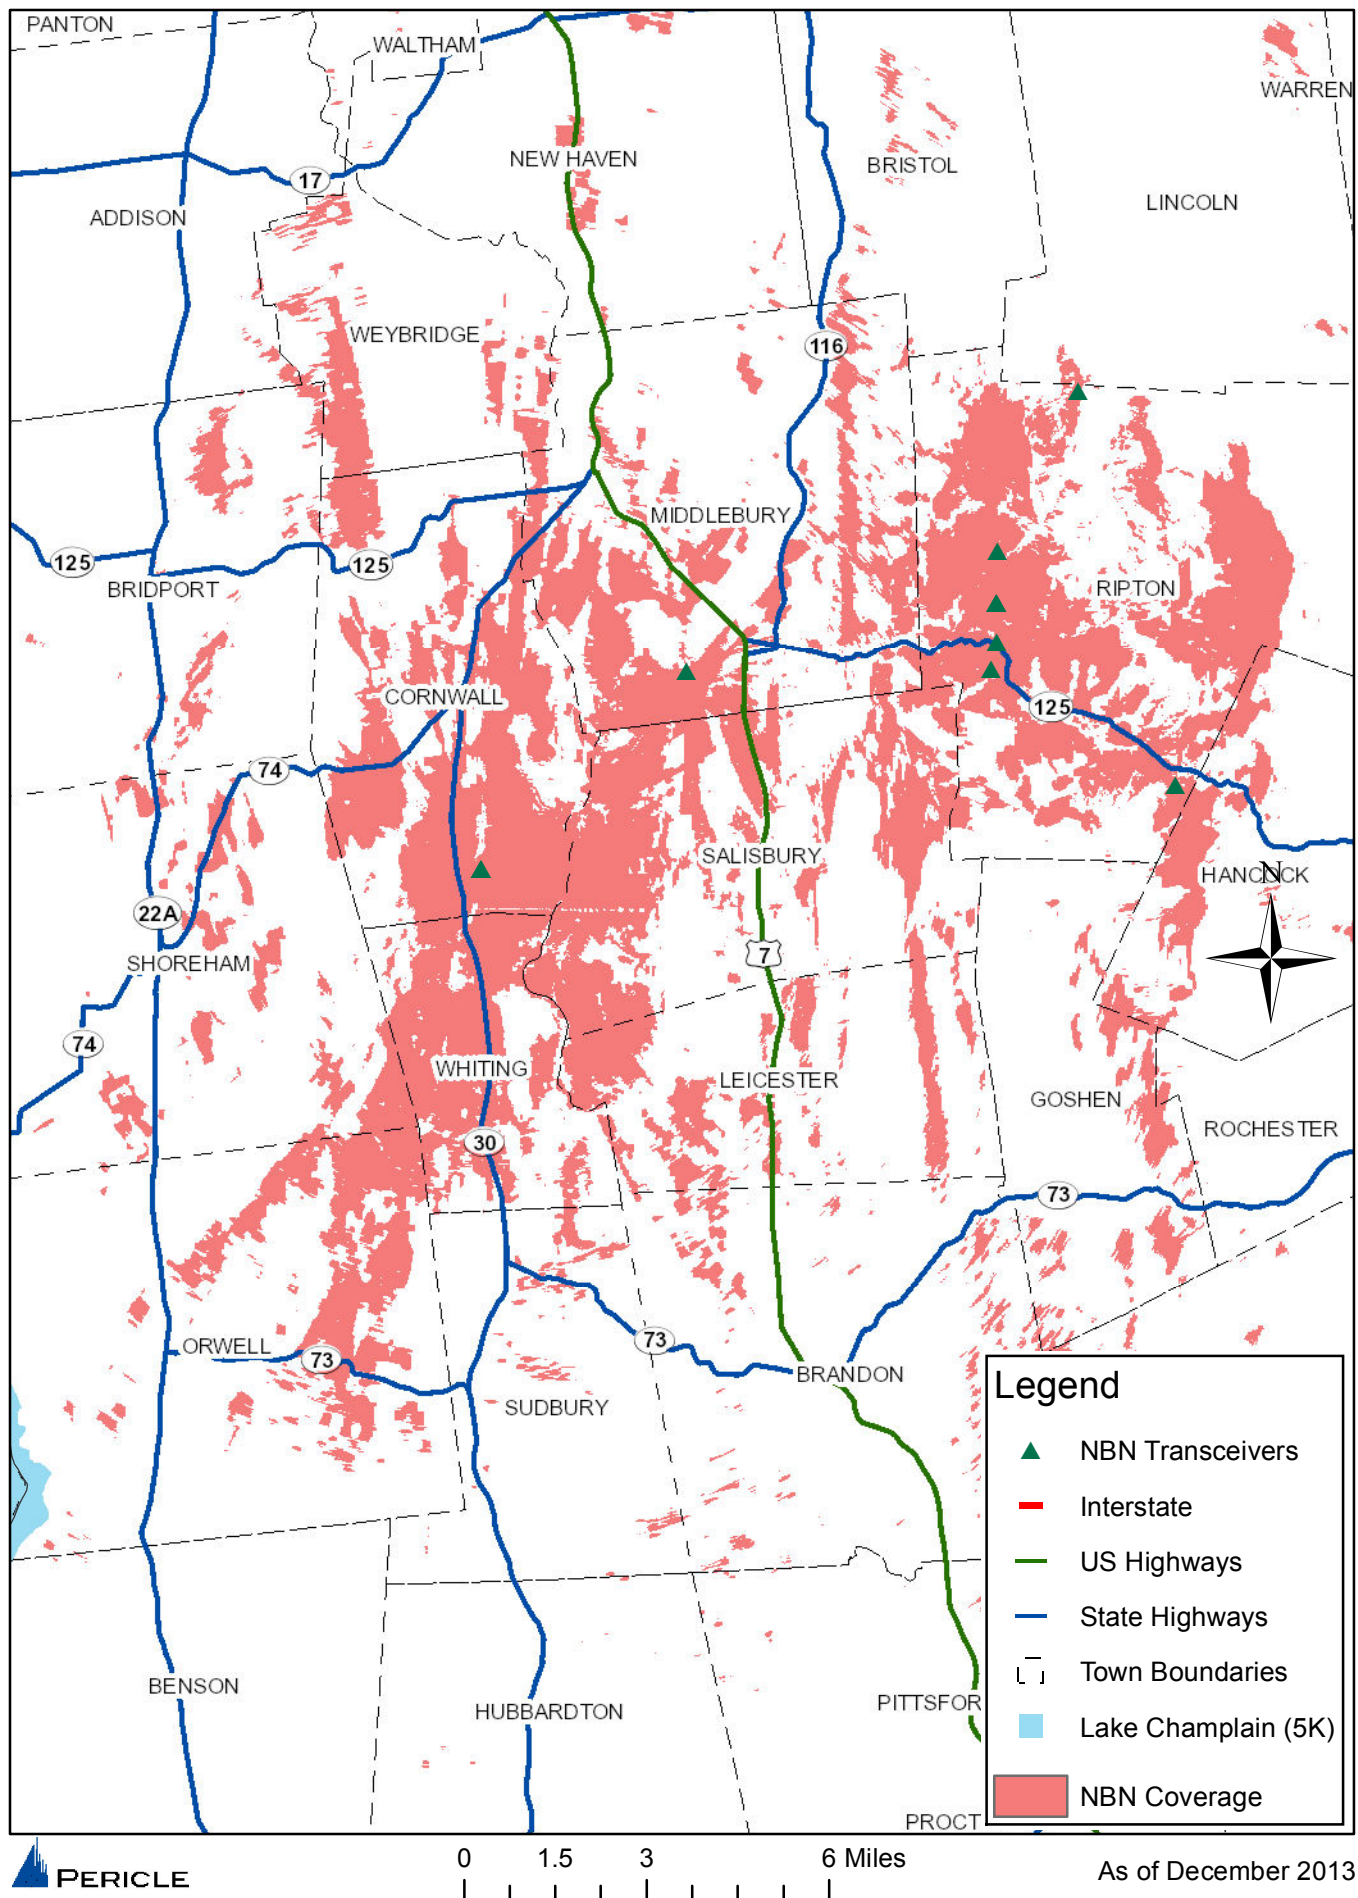 PANTON
WALTHAM
WARREN
NEW HAVEN
BRISTOL
17
LINCOLN
ADDISON
WEYBRIDGE
116
MIDDLEBURY
125
125
BRIDPORT
RIPTON
CORNWALL
125
74
SALISBURY
N
HANCOCK
22A
7
SHOREHAM
74
WHITING
LEICESTER
GOSHEN
ROCHESTER
30
73
73
ORWELL
73
BRANDON
SUDBURY
BENSON
HUBBARDTON
PITTSFOR
PROCT
Legend
NBN Transceivers
Interstate
US Highways
State Highways
Town Boundaries
Lake Champlain (5K)
NBN Coverage
PERICLE
0 1.5 3 6 Miles
As of December 2013